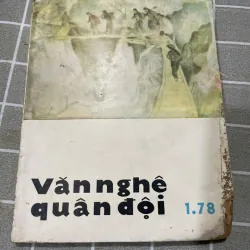 Văn nghệ
quân đội 1.78